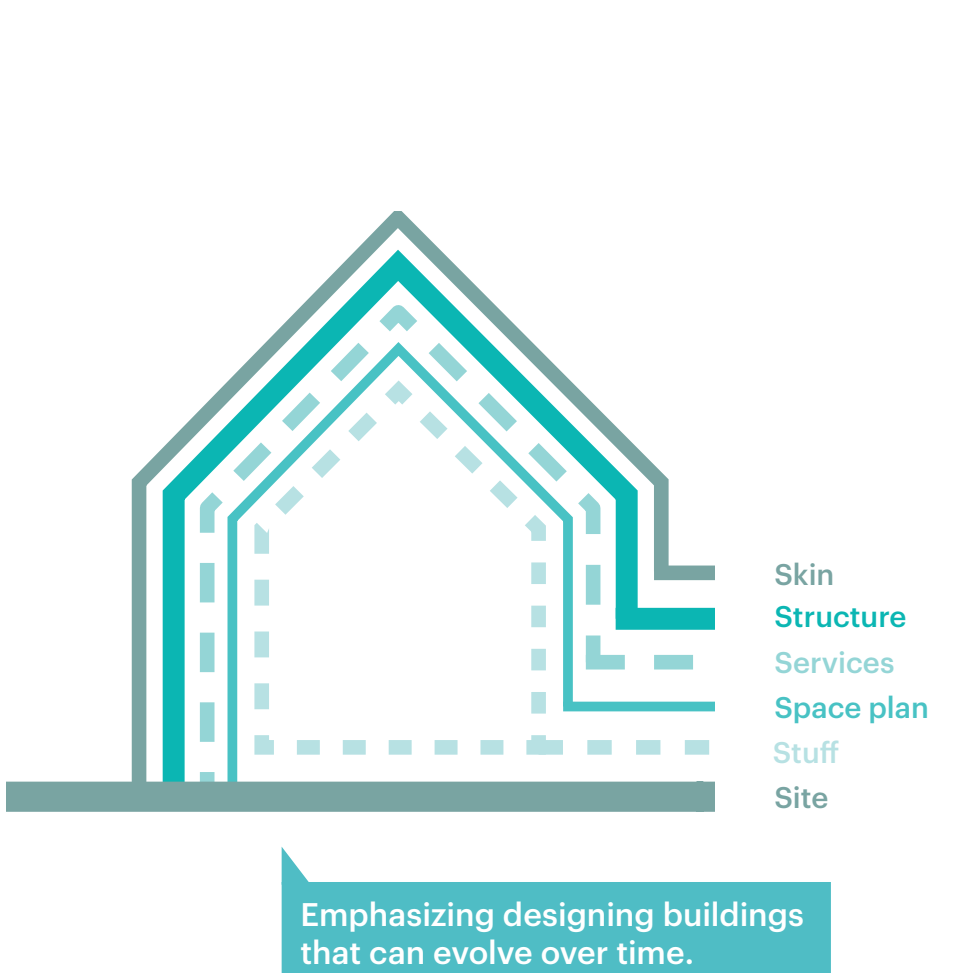 Skin
Structure
Services
Space plan
Stuff
Site
Emphasizing designing buildings
that can evolve over time.